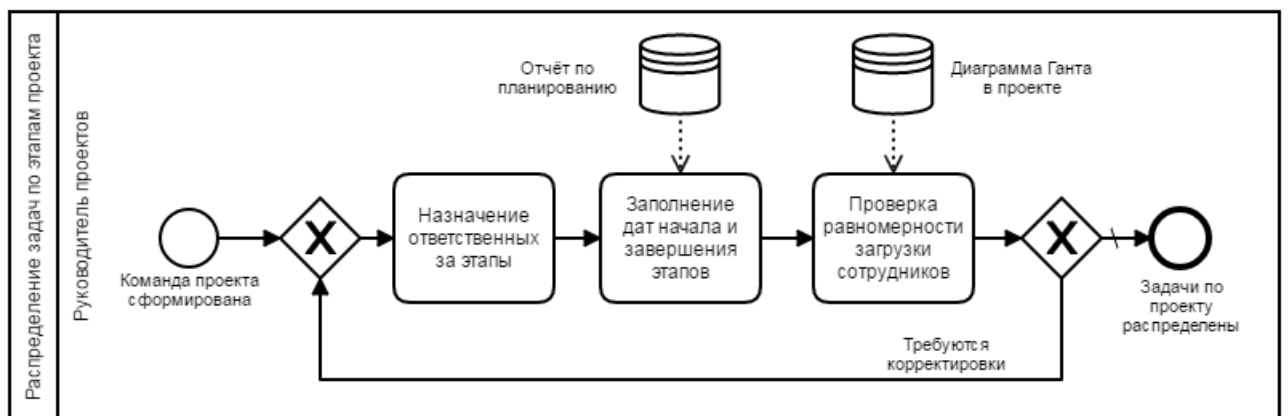 Распределение задач по этапам проекта
Руководитель проектов
Отчёт по
планированию
Диаграмма Ганта
в проекте
Команда проекта
сформирована
X
Назначение
ответственных
за этапы
Заполнение
дат начала и
завершения
этапов
Проверка
равномерности
загрузки
сотрудников
X
Задачи по
проекту
распределены
Требуются
корректировки